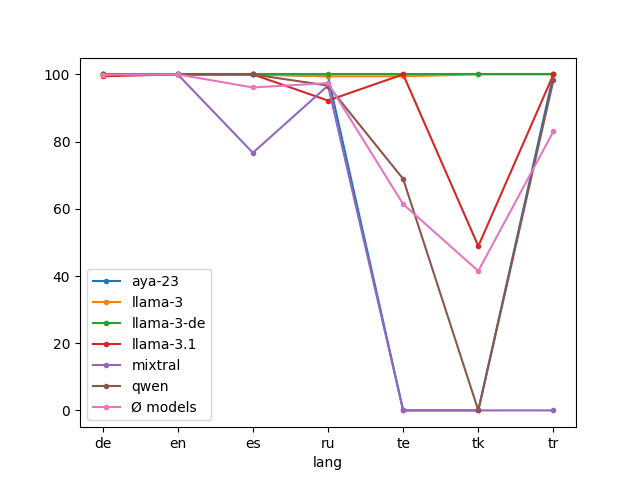 100
80
60
40
20
0
aya-23
llama-3
llama-3-de
llama-3.1
mixtral
qwen
Ø models
de en es ru te tk tr
lang